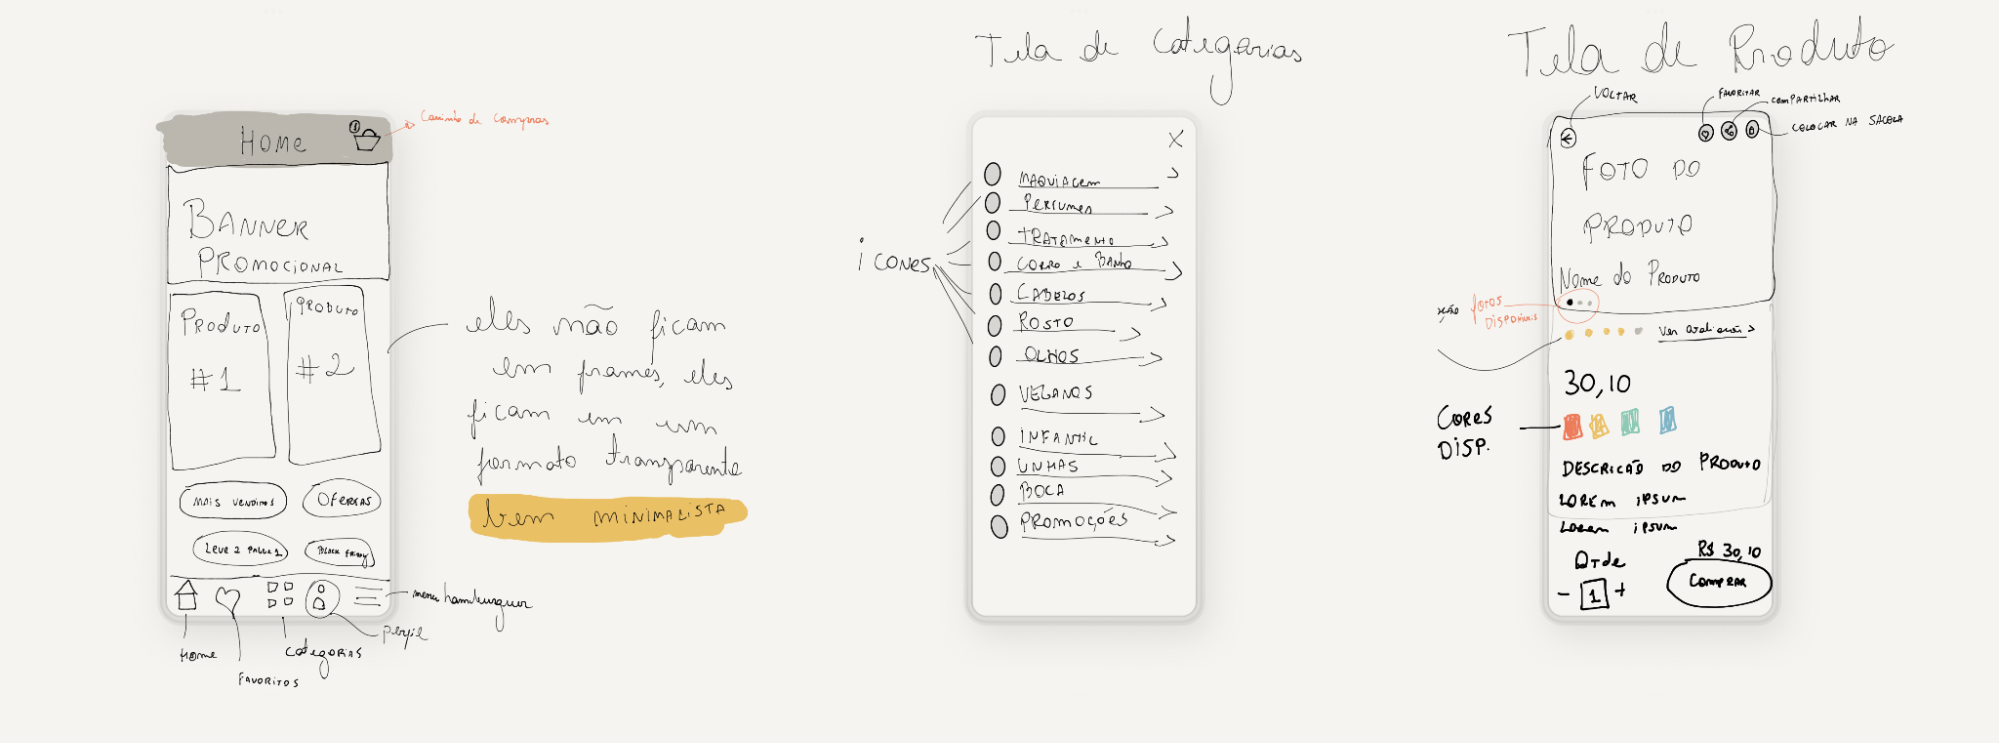 Home
1
Carrinho de compras
BANNER
PROMOCIONAL
PRODUTO
#1
PRODUTO
#2
eles não ficam
em frames, eles
ficam em um
formato transparente
bem minimalista
MAIS VENDIDOS
OFERTAS
LEVE 2 PAGUE 1
BLACK FRIDAY
menu hamburguer
perfil
Home
categorias
FAVORITOS
Tela de Categorias
X
ícones
MAQUIAGEM
PERFUMES
TRATAMENTO
CORPO E BANHO
CABELOS
ROSTO
OLHOS
VEGANOS
INFANTIL
UNHAS
BOCA
PROMOÇÕES
Tela de Produto
VOLTAR
FAVORITAR
COMPARTILHAR
COLOCAR NA SACOLA
FOTO DO
PRODUTO
Nome do Produto
FOTOS
DISPONIVEIS
Ver avaliação >
30,10
CORES
DISP.
DESCRICÃO DO PRODUTO
LOREM IPSUM
LOREM IPSUM
QTDE
- 1 +
R$ 30,10
COMPRAR